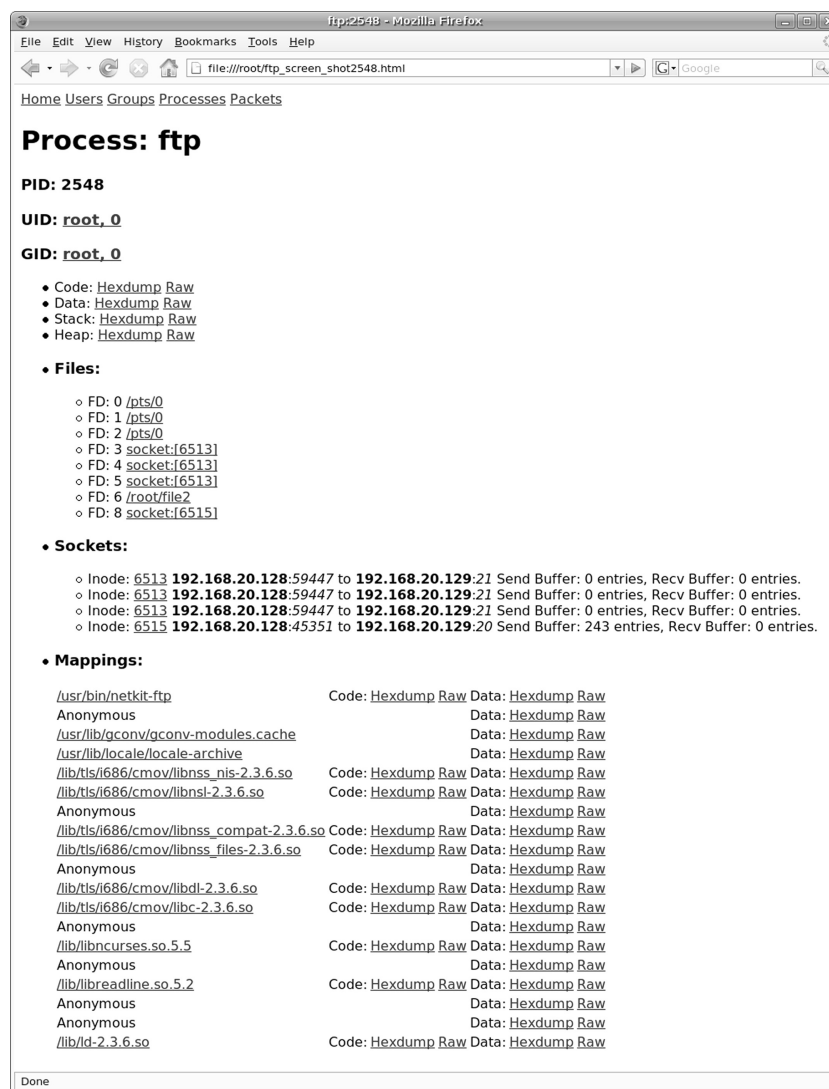 ftp:2548 - Mozilla Firefox
File Edit View History Bookmarks Tools Help
file:///root/ftp_screen_shot2548.html G Google
Home Users Groups Processes Packets
Process: ftp
PID: 2548
UID: root, 0
GID: root, 0
Code: Hexdump Raw
Data: Hexdump Raw
Stack: Hexdump Raw
Heap: Hexdump Raw
Files:
FD: 0 /pts/0
FD: 1 /pts/0
FD: 2 /pts/0
FD: 3 socket:[6513]
FD: 4 socket:[6513]
FD: 5 socket:[6513]
FD: 6 /root/file2
FD: 8 socket:[6515]
Sockets:
Inode: 6513 192.168.20.128:59447 to 192.168.20.129:21 Send Buffer: 0 entries, Recv Buffer: 0 entries.
Inode: 6513 192.168.20.128:59447 to 192.168.20.129:21 Send Buffer: 0 entries, Recv Buffer: 0 entries.
Inode: 6513 192.168.20.128:59447 to 192.168.20.129:21 Send Buffer: 0 entries, Recv Buffer: 0 entries.
Inode: 6515 192.168.20.128:45351 to 192.168.20.129:20 Send Buffer: 243 entries, Recv Buffer: 0 entries.
Mappings:
/usr/bin/netkit-ftp Code: Hexdump Raw Data: Hexdump Raw
Anonymous Data: Hexdump Raw
/usr/lib/gconv/gconv-modules.cache Data: Hexdump Raw
/usr/lib/locale/locale-archive Data: Hexdump Raw
/lib/tls/i686/cmov/libnss_nis-2.3.6.so Code: Hexdump Raw Data: Hexdump Raw
/lib/tls/i686/cmov/libnsl-2.3.6.so Code: Hexdump Raw Data: Hexdump Raw
Anonymous Data: Hexdump Raw
/lib/tls/i686/cmov/libnss_compat-2.3.6.so Code: Hexdump Raw Data: Hexdump Raw
/lib/tls/i686/cmov/libnss_files-2.3.6.so Code: Hexdump Raw Data: Hexdump Raw
Anonymous Data: Hexdump Raw
/lib/tls/i686/cmov/libdl-2.3.6.so Code: Hexdump Raw Data: Hexdump Raw
/lib/tls/i686/cmov/libc-2.3.6.so Code: Hexdump Raw Data: Hexdump Raw
Anonymous Data: Hexdump Raw
/lib/libncurses.so.5.5 Code: Hexdump Raw Data: Hexdump Raw
Anonymous Data: Hexdump Raw
/lib/libreadline.so.5.2 Code: Hexdump Raw Data: Hexdump Raw
Anonymous Data: Hexdump Raw
Anonymous Data: Hexdump Raw
/lib/ld-2.3.6.so Code: Hexdump Raw Data: Hexdump Raw
Done